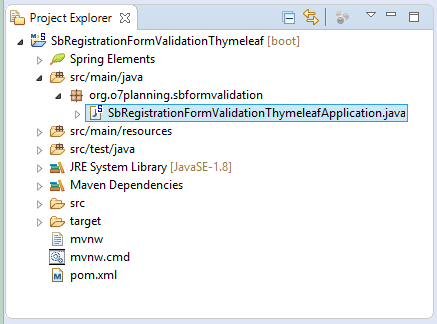 Project Explorer
SbRegistrationFormValidationThymeleaf [boot]
Spring Elements
src/main/java
org.o7planning.sbformvalidation
SbRegistrationFormValidationThymeleafApplication.java
src/main/resources
src/test/java
JRE System Library [JavaSE-1.8]
Maven Dependencies
src
target
mvnw
mvnw.cmd
pom.xml